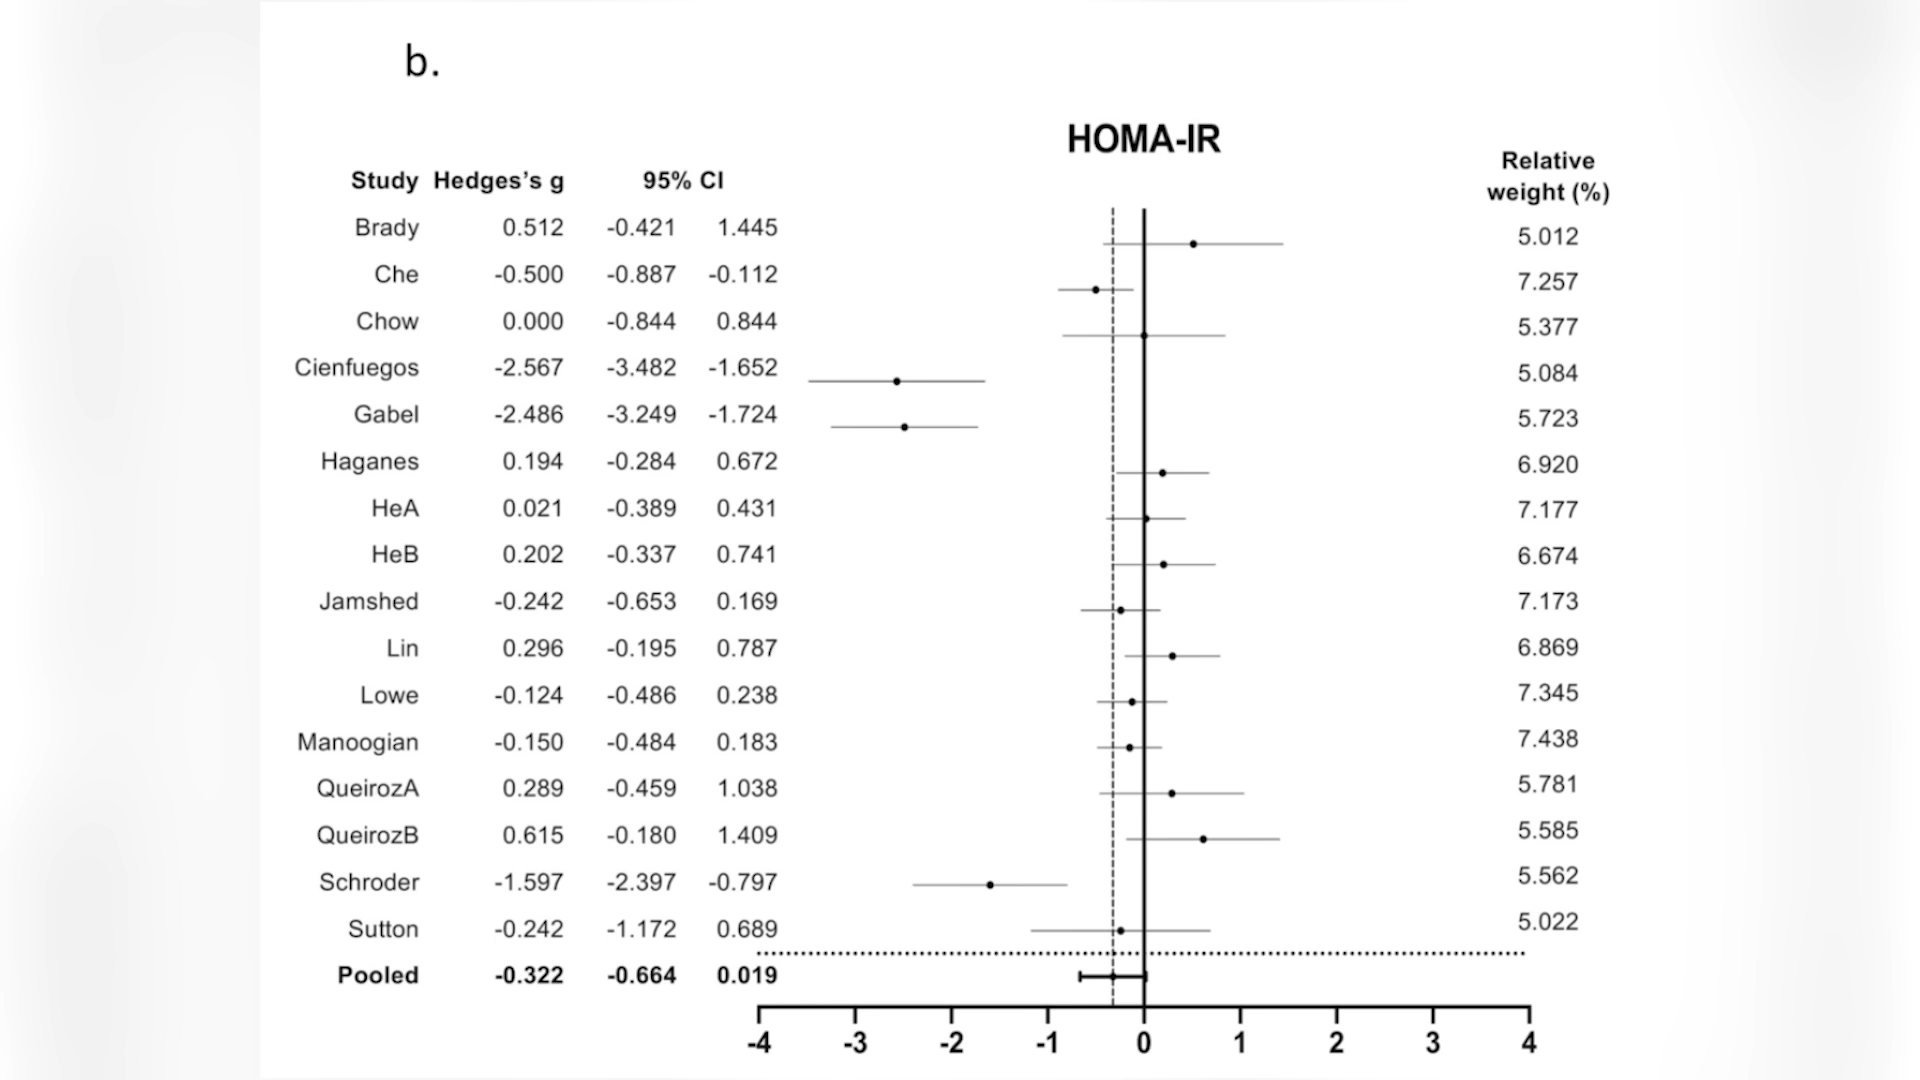 b.
HOMA-IR
Study Hedges’s g 95% CI Relative weight (%)
Brady 0.512 -0.421 1.445 5.012
Che -0.500 -0.887 -0.112 7.257
Chow 0.000 -0.844 0.844 5.377
Cienfuegos -2.567 -3.482 -1.652 5.084
Gabel -2.486 -3.249 -1.724 5.723
Haganes 0.194 -0.284 0.672 6.920
HeA 0.021 -0.389 0.431 7.177
HeB 0.202 -0.337 0.741 6.674
Jamshed -0.242 -0.653 0.169 7.173
Lin 0.296 -0.195 0.787 6.869
Lowe -0.124 -0.486 0.238 7.345
Manoogian -0.150 -0.484 0.183 7.438
QueirozA 0.289 -0.459 1.038 5.781
QueirozB 0.615 -0.180 1.409 5.585
Schroder -1.597 -2.397 -0.797 5.562
Sutton -0.242 -1.172 0.689 5.022
Pooled -0.322 -0.664 0.019
-4 -3 -2 -1 0 1 2 3 4